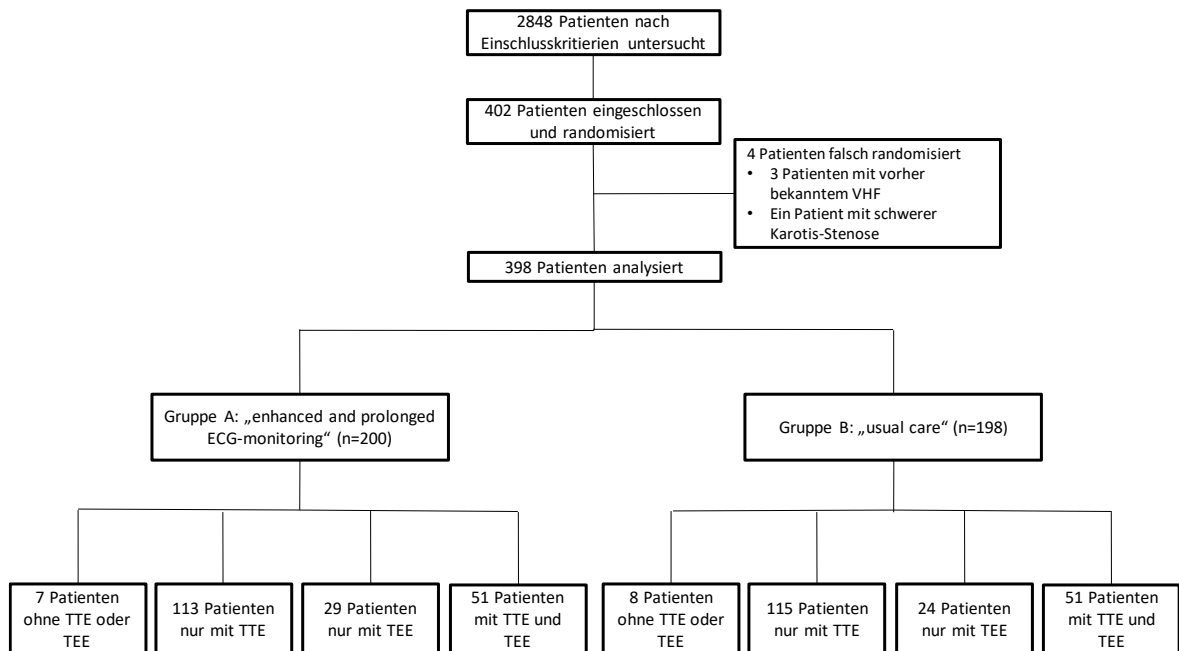 2848 Patienten nach
Einschlusskritierien untersucht
402 Patienten eingeschlossen
und randomisiert
4 Patienten falsch randomisiert
• 3 Patienten mit vorher
bekanntem VHF
• Ein Patient mit schwerer
Karotis-Stenose
398 Patienten analysiert
Gruppe A: „enhanced and prolonged
ECG-monitoring“ (n=200)
Gruppe B: „usual care“ (n=198)
7 Patienten
ohne TTE oder
TEE
113 Patienten
nur mit TTE
29 Patienten
nur mit TEE
51 Patienten
mit TTE und
TEE
8 Patienten
ohne TTE oder
TEE
115 Patienten
nur mit TTE
24 Patienten
nur mit TEE
51 Patienten
mit TTE und
TEE